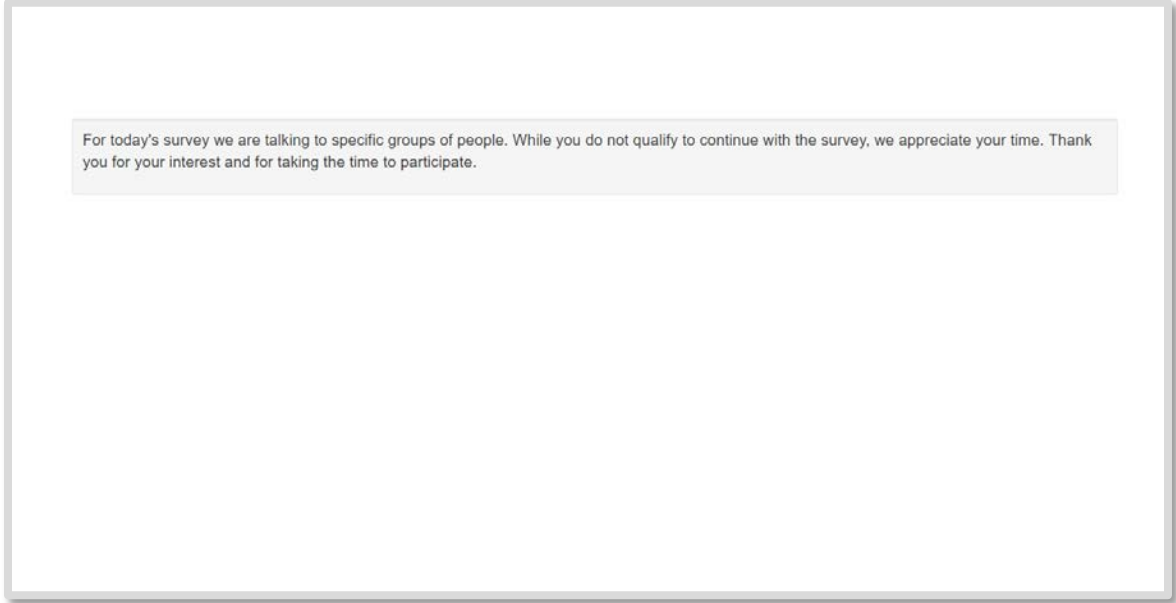 For today's survey we are talking to specific groups of people. While you do not qualify to continue with the survey, we appreciate your time. Thank
you for your interest and for taking the time to participate.